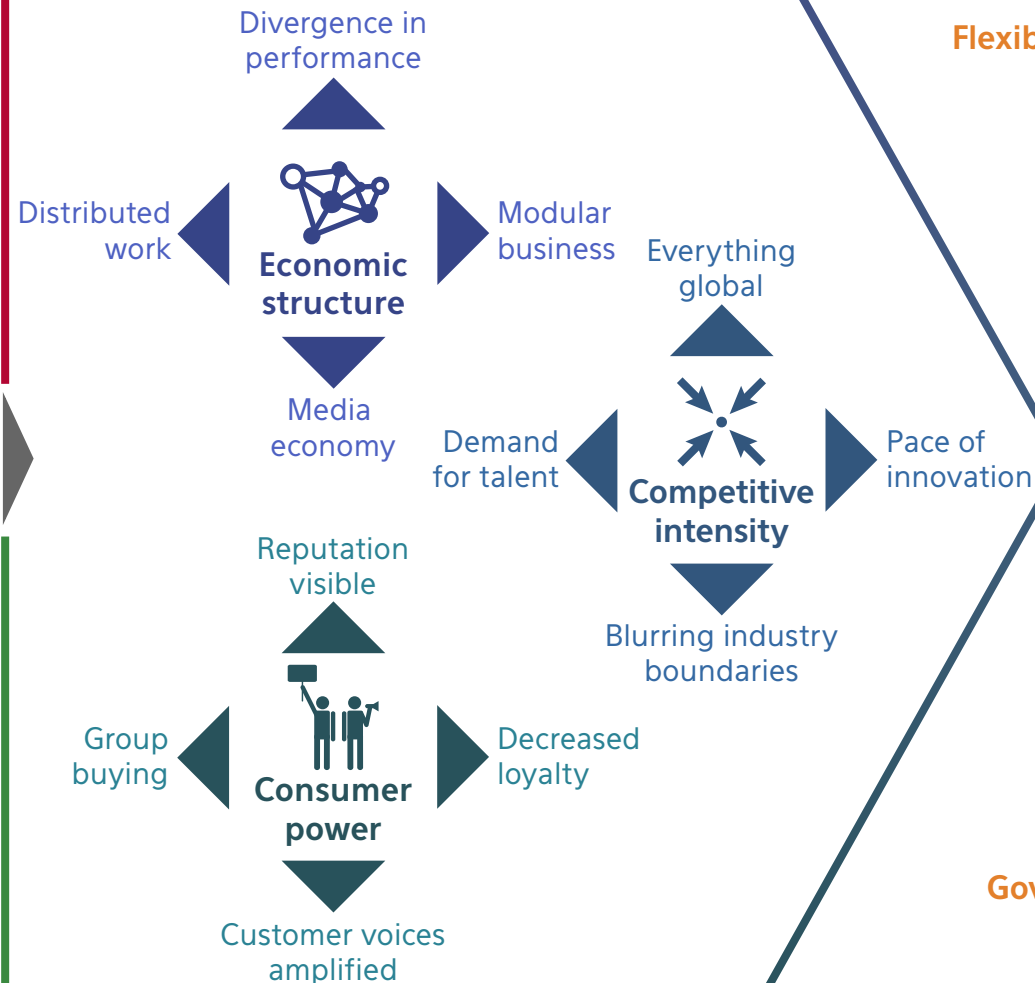 Divergence in
performance
Distributed
work
Economic
structure
Modular
business
Media
economy
Everything
global
Demand
for talent
Competitive
intensity
Pace of
innovation
Blurring industry
boundaries
Reputation
visible
Group
buying
Consumer
power
Decreased
loyalty
Customer voices
amplified